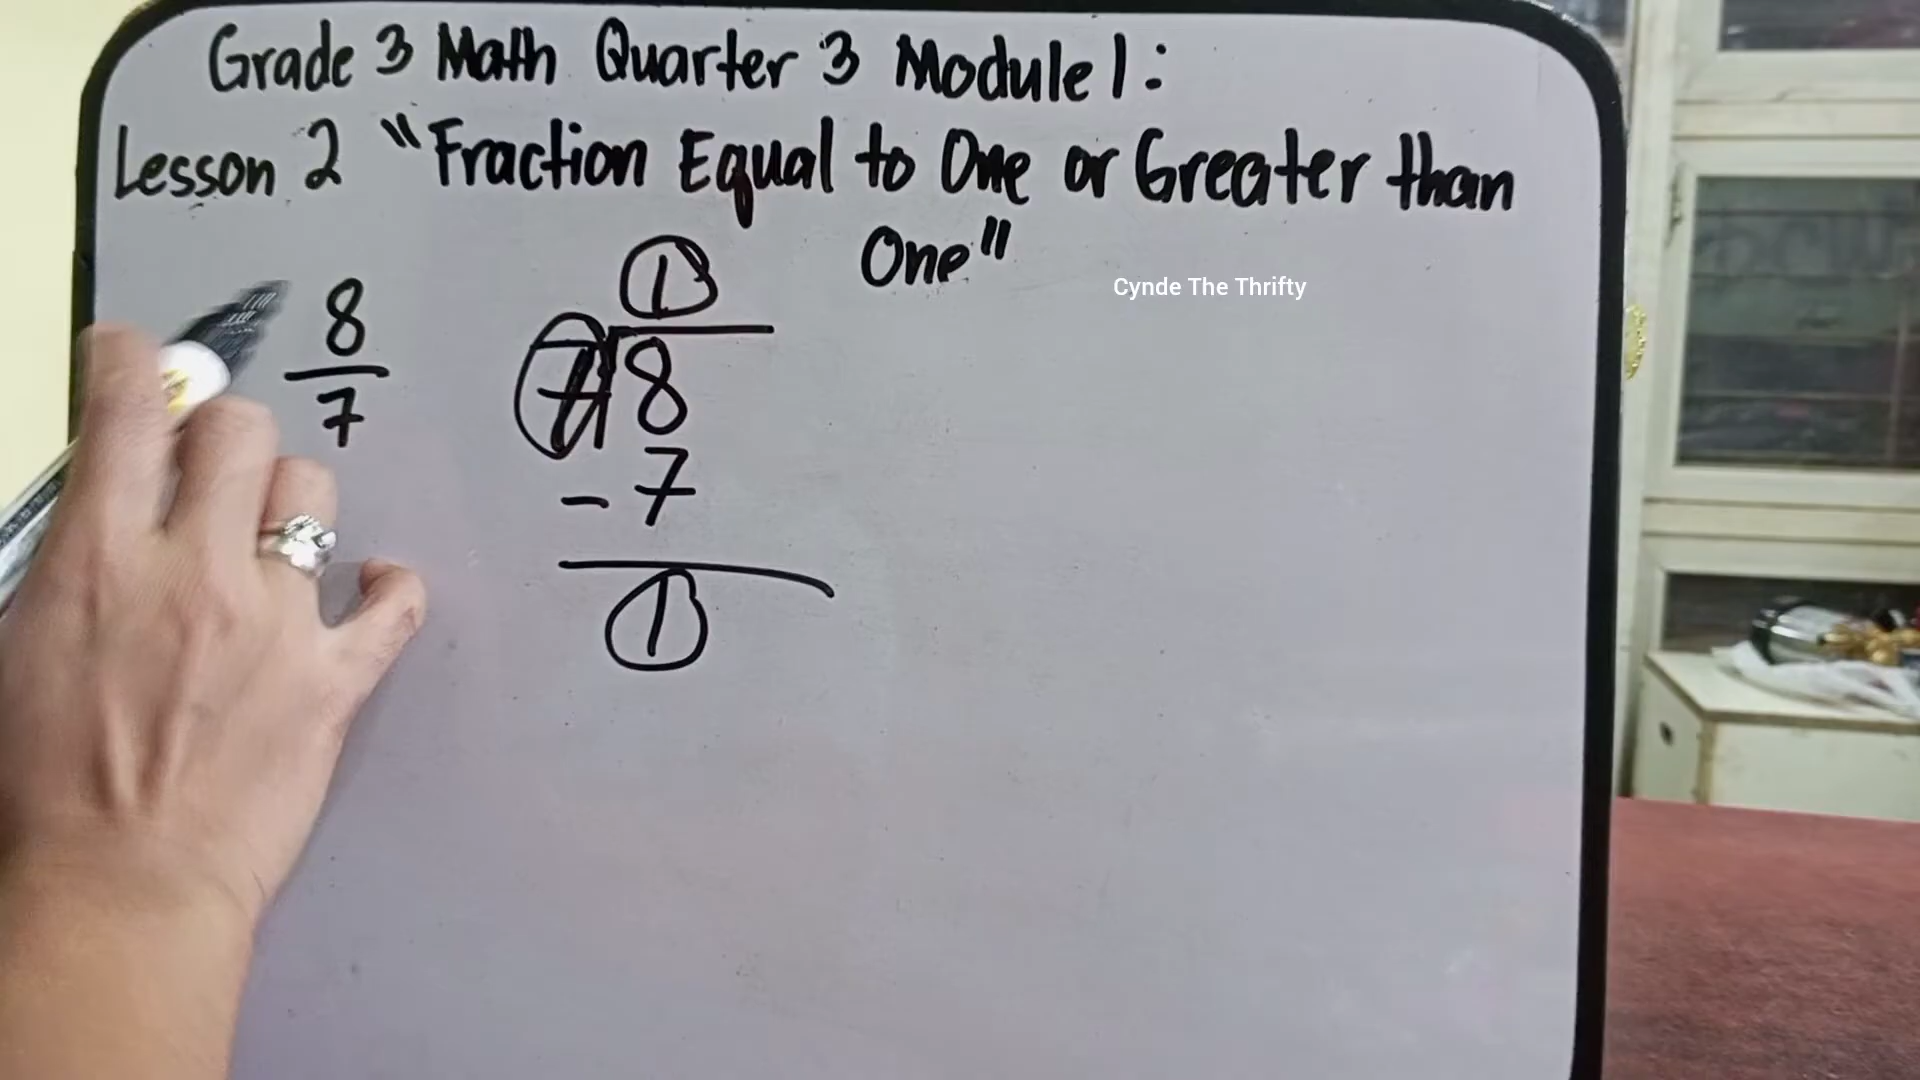 Grade 3 Math Quarter 3 Module 1:
Lesson 2 "Fraction Equal to One or Greater than
One"
Cynde The Thrifty
8
7
1
7 8
- 7
1